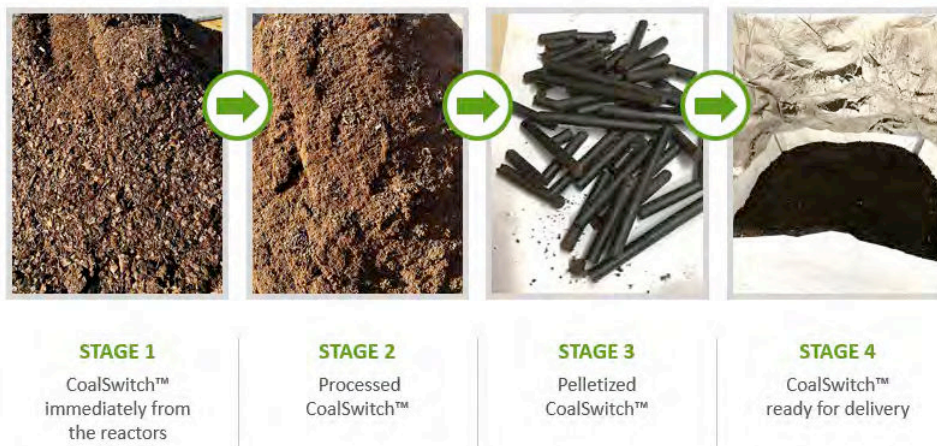 STAGE 1
CoalSwitch™
immediately from
the reactors
STAGE 2
Processed
CoalSwitch™
STAGE 3
Pelletized
CoalSwitch™
STAGE 4
CoalSwitch™
ready for delivery